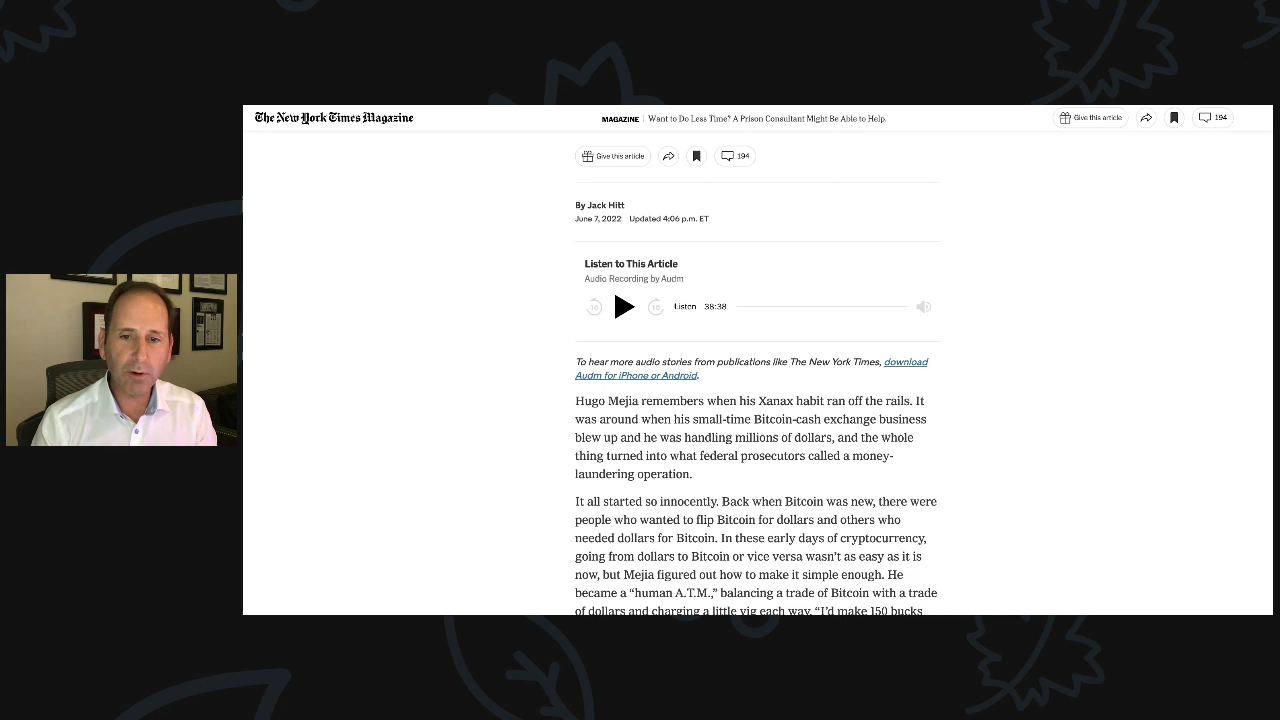 The New York Times Magazine
MAGAZINE | Want to Do Less Time? A Prison Consultant Might Be Able to Help.
Give this article
194
Give this article
194
By Jack Hitt
June 7, 2022 Updated 4:06 p.m. ET
Listen to This Article
Audio Recording by Audm
10
10
Listen 38:38
To hear more audio stories from publications like The New York Times, download
Audm for iPhone or Android.
Hugo Mejia remembers when his Xanax habit ran off the rails. It
was around when his small-time Bitcoin-cash exchange business
blew up and he was handling millions of dollars, and the whole
thing turned into what federal prosecutors called a money-
laundering operation.
It all started so innocently. Back when Bitcoin was new, there were
people who wanted to flip Bitcoin for dollars and others who
needed dollars for Bitcoin. In these early days of cryptocurrency,
going from dollars to Bitcoin or vice versa wasn't as easy as it is
now, but Mejia figured out how to make it simple enough. He
became a “human A.T.M.,” balancing a trade of Bitcoin with a trade
of dollars and charging a little vig each way. “I'd make 150 bucks